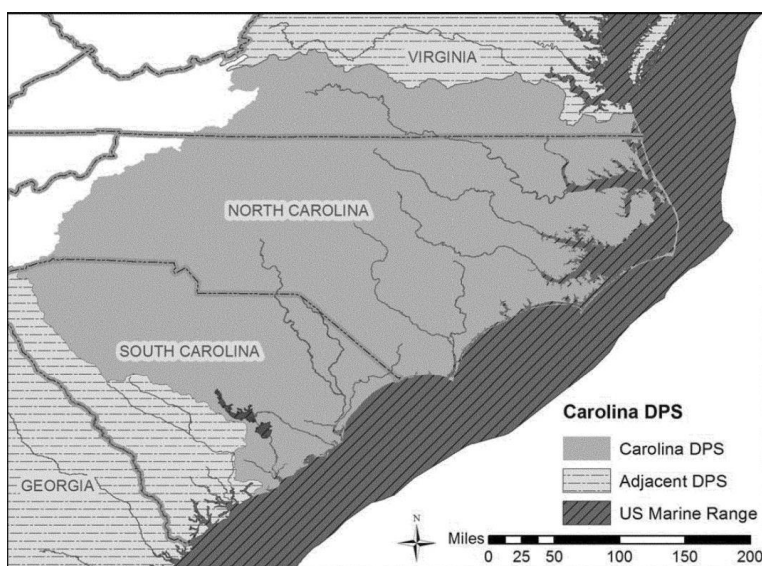 VIRGINIA
NORTH CAROLINA
SOUTH CAROLINA
GEORGIA
Carolina DPS
Carolina DPS
Adjacent DPS
US Marine Range
N
Miles
0 25 50 100 150 200